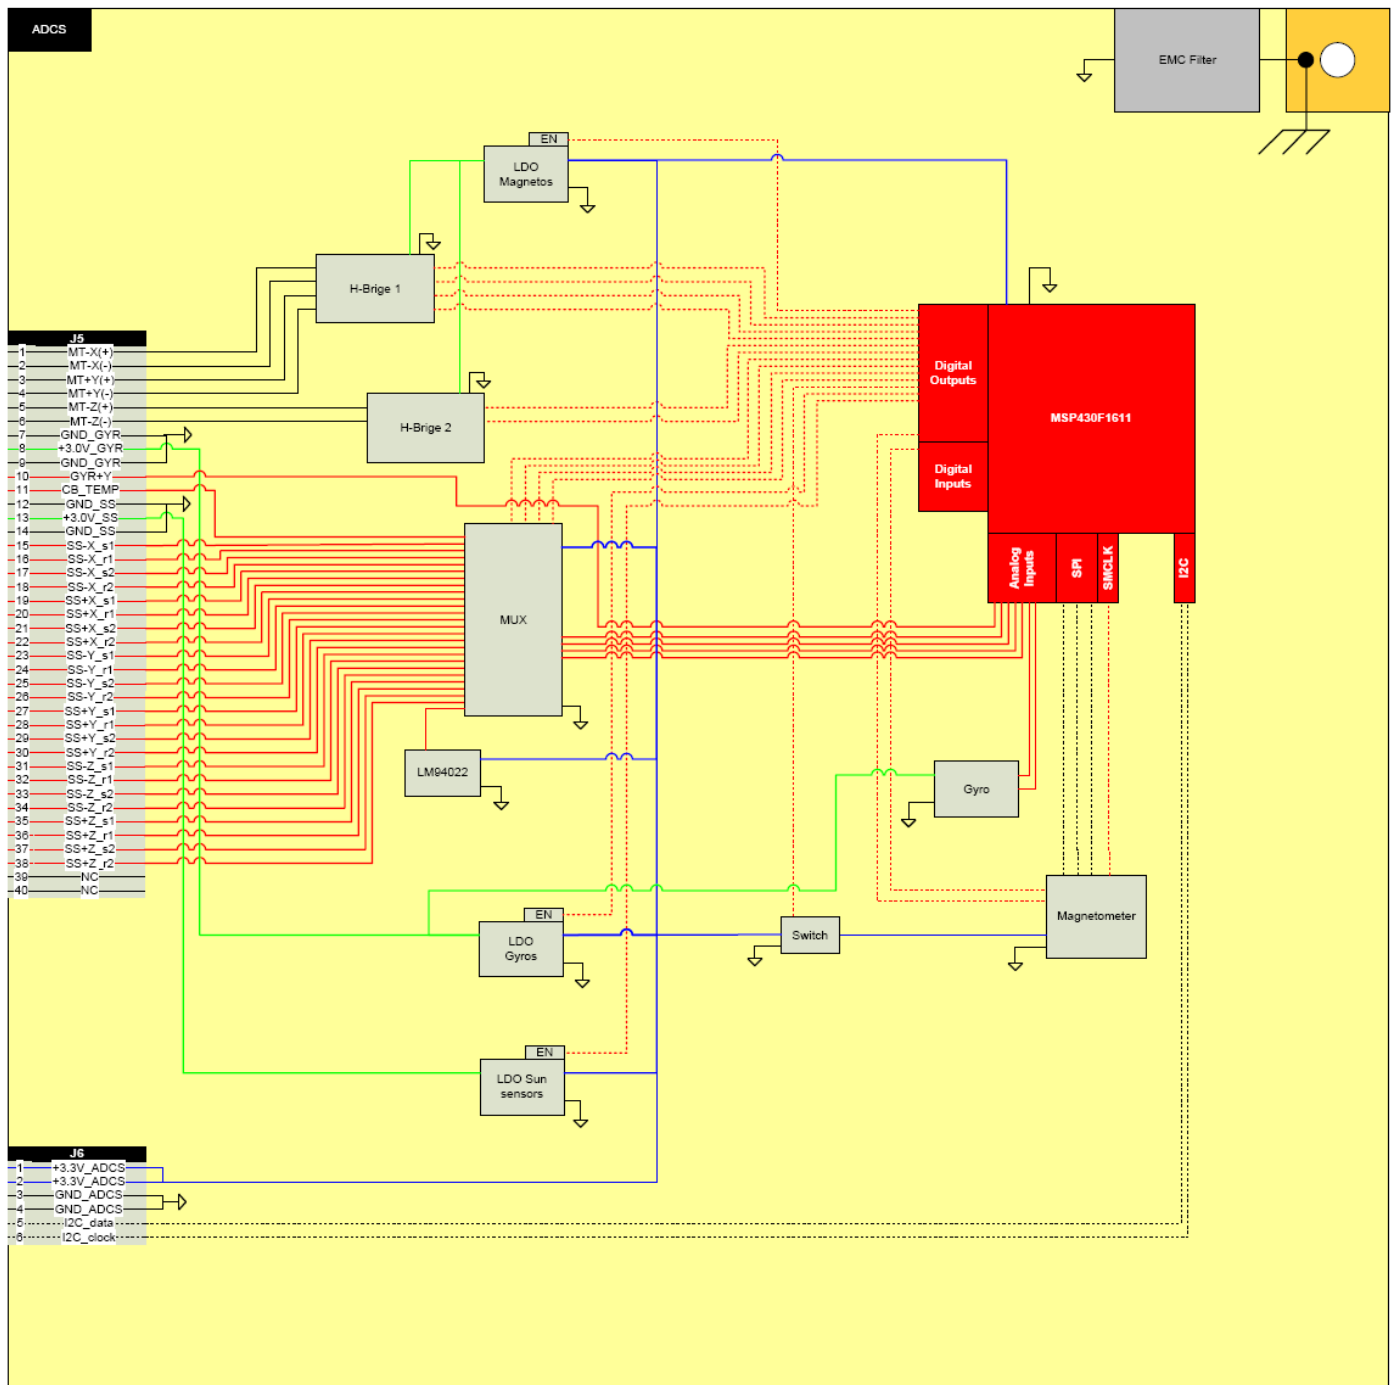 ADCS
EMC Filter
EN
LDO
Magnetos
H-Brige 1
H-Brige 2
Digital
Outputs
Digital
Inputs
MSP430F1611
Analog
Inputs
SPI
SMCLK
I2C
J5
1 MT-X(+)
2 MT-X(-)
3 MT+Y(+)
4 MT+Y(-)
5 MT-Z(+)
6 MT-Z(-)
7 GND_GYR
8 +3.0V_GYR
9 GND_GYR
10 GYR+Y
11 CB_TEMP
12 GND_SS
13 +3.0V_SS
14 GND_SS
15 SS-X_s1
16 SS-X_r1
17 SS-X_s2
18 SS-X_r2
19 SS+X_s1
20 SS+X_r1
21 SS+X_s2
22 SS+X_r2
23 SS-Y_s1
24 SS-Y_r1
25 SS-Y_s2
26 SS-Y_r2
27 SS+Y_s1
28 SS+Y_r1
29 SS+Y_s2
30 SS+Y_r2
31 SS-Z_s1
32 SS-Z_r1
33 SS-Z_s2
34 SS-Z_r2
35 SS+Z_s1
36 SS+Z_r1
37 SS+Z_s2
38 SS+Z_r2
39 NC
40 NC
MUX
LM94022
Gyro
Magnetometer
Switch
EN
LDO
Gyros
EN
LDO Sun
sensors
J6
1 +3.3V_ADCS
2 +3.3V_ADCS
3 GND_ADCS
4 GND_ADCS
5 I2C_data
6 I2C_clock